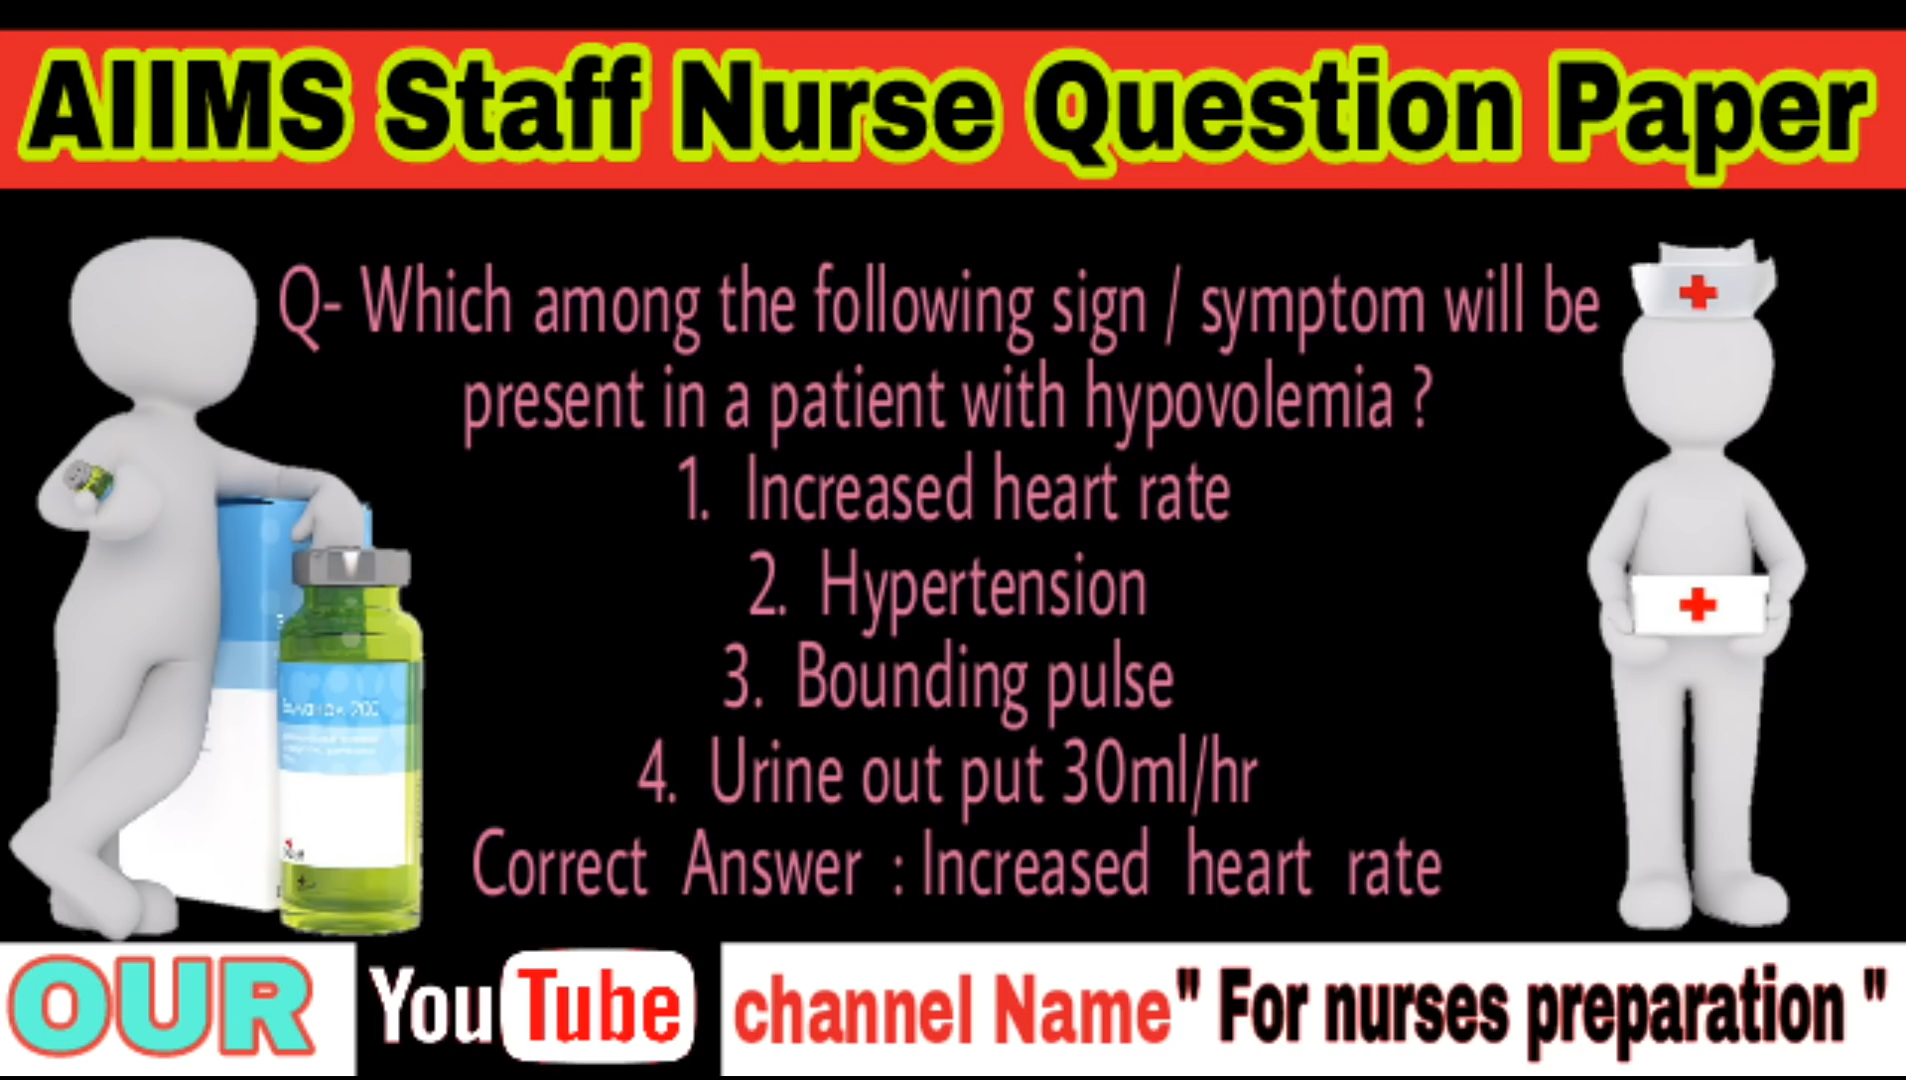 AIIMS Staff Nurse Question Paper
Q- Which among the following sign / symptom will be
present in a patient with hypovolemia ?
1. Increased heart rate
2. Hypertension
3. Bounding pulse
4. Urine out put 30ml/hr
Correct Answer : Increased heart rate
OUR YouTube channel Name " For nurses preparation "